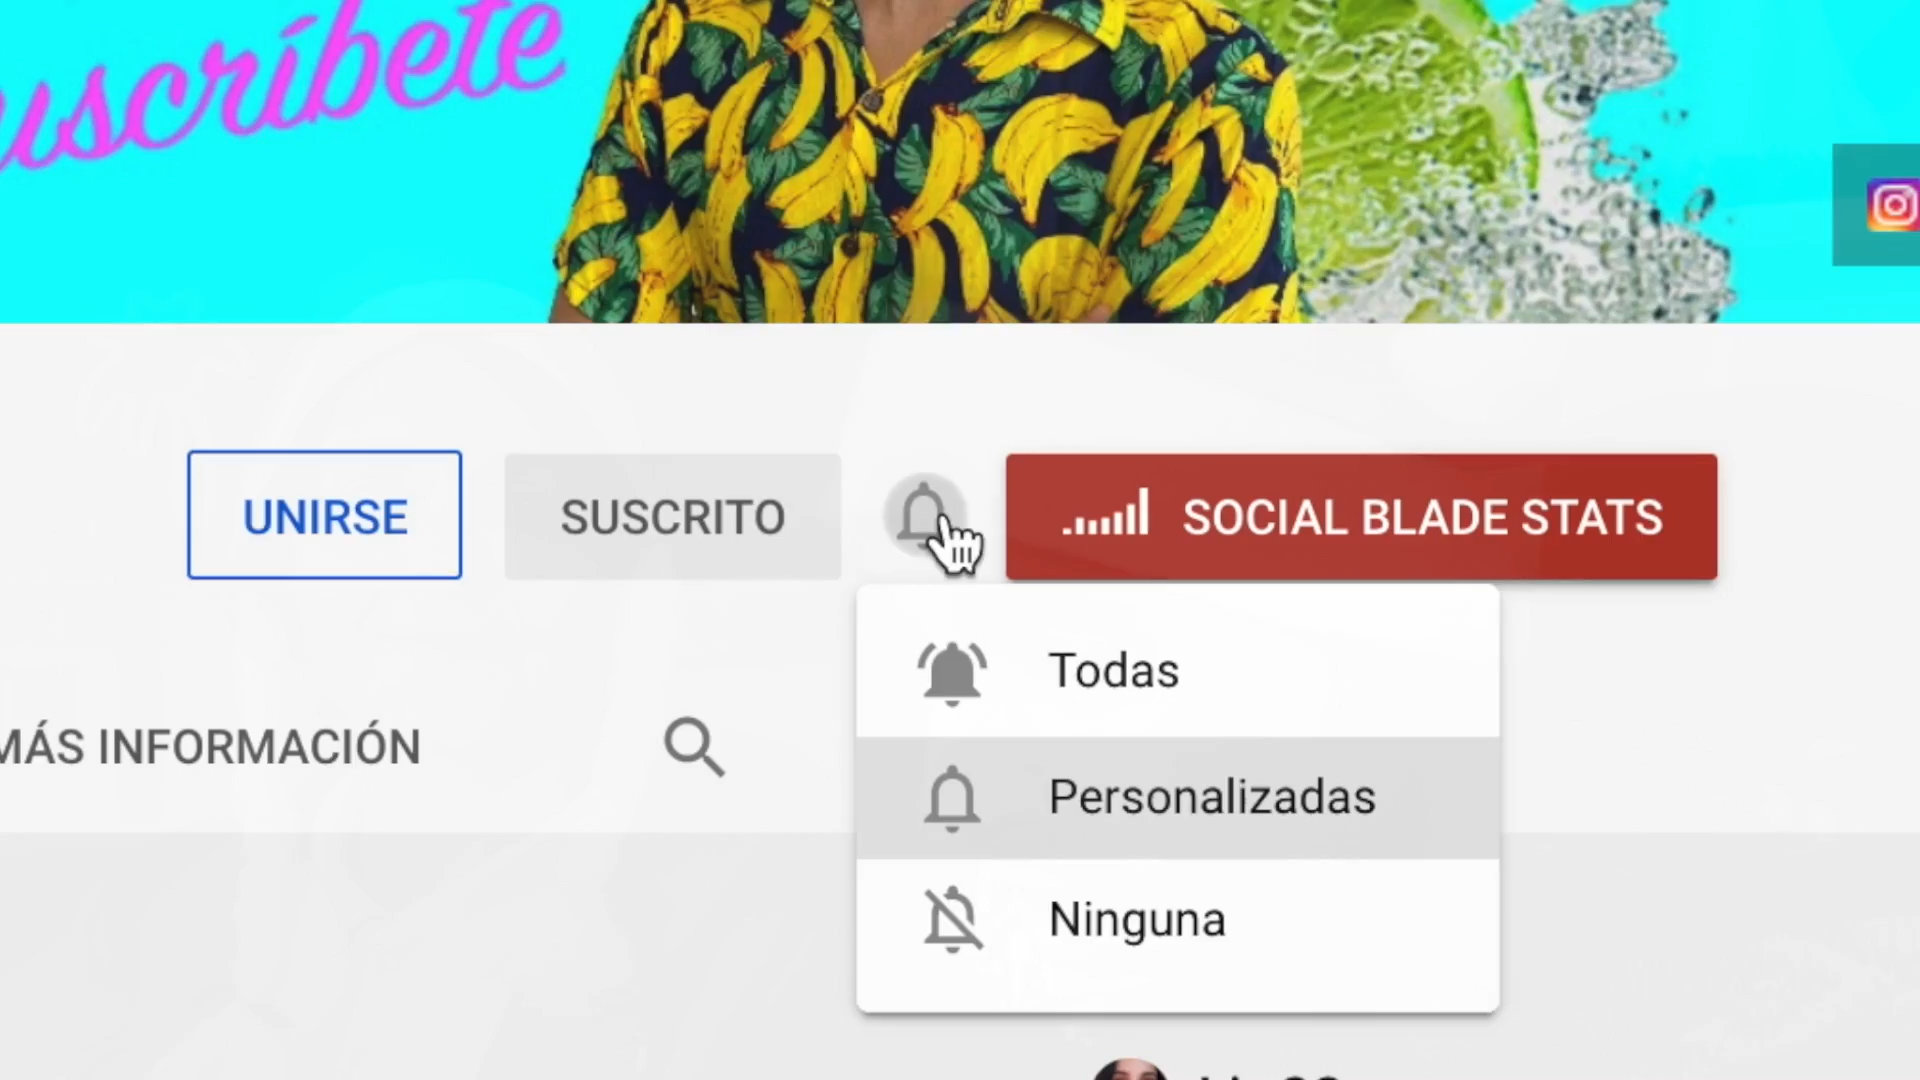 uscríbete
UNIRSE
SUSCRITO
SOCIAL BLADE STATS
Todas
MÁS INFORMACIÓN
Personalizadas
Ninguna